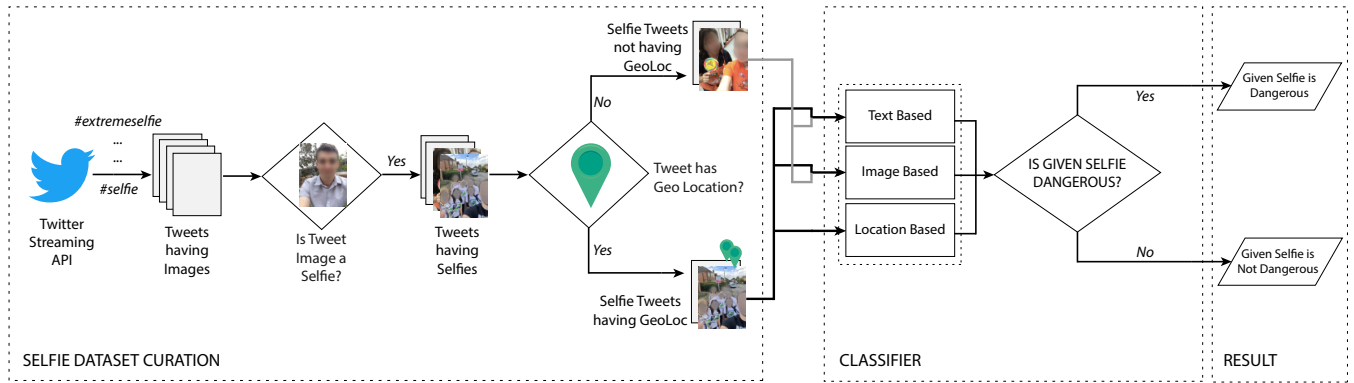 #extremeselfie
...
...
#selfie
Twitter
Streaming
API
Tweets
having
Images
Is Tweet
Image a
Selfie?
Yes
Tweets
having
Selfies
No
Tweet has
Geo Location?
Yes
Selfie Tweets
not having
GeoLoc
Selfie Tweets
having GeoLoc
SELFIE DATASET CURATION
Text Based
Image Based
Location Based
IS GIVEN SELFIE
DANGEROUS?
Yes
No
CLASSIFIER
Given Selfie is
Dangerous
Given Selfie is
Not Dangerous
RESULT